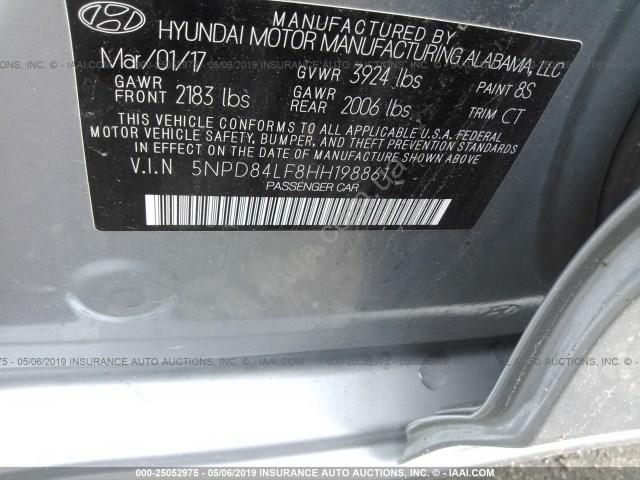 MANUFACTURED BY
HYUNDAI MOTOR MANUFACTURING ALABAMA, LLC
Mar/01/17 GVWR 3924 lbs PAINT 8S
GAWR FRONT 2183 lbs GAWR REAR 2006 lbs TRIM CT
THIS VEHICLE CONFORMS TO ALL APPLICABLE U.S.A. FEDERAL
MOTOR VEHICLE SAFETY, BUMPER, AND THEFT PREVENTION STANDARDS
IN EFFECT ON THE DATE OF MANUFACTURE SHOWN ABOVE.
V.I.N 5NPD84LF8HH198861
PASSENGER CAR
000-25052975 - 05/06/2019 INSURANCE AUTO AUCTIONS, INC. - © - IAAI.COM